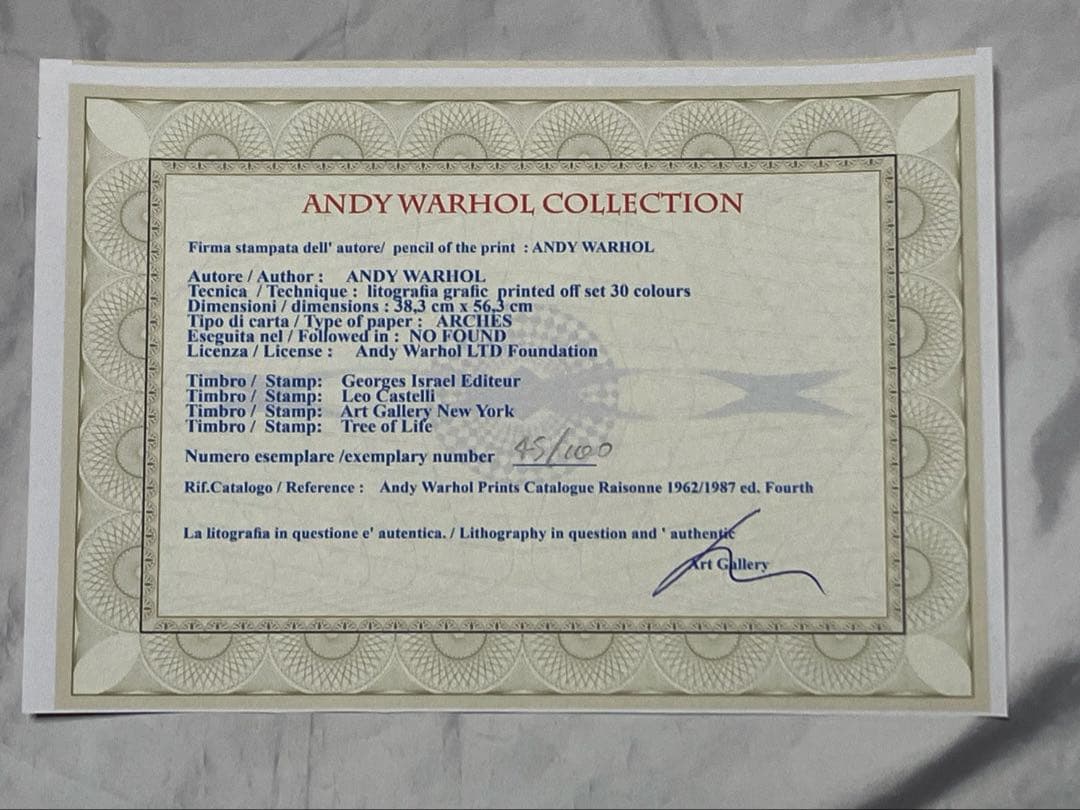 ANDY WARHOL COLLECTION
Firma stampata dell' autore/ pencil of the print : ANDY WARHOL
Autore / Author : ANDY WARHOL
Tecnica / Technique : litografia grafic printed off set 30 colours
Dimensioni / dimensions : 38,3 cm x 56,3 cm
Tipo di carta / Type of paper : ARCHES
Eseguita nel / Followed in : NO FOUND
Licenza / License : Andy Warhol LTD Foundation
Timbro / Stamp: Georges Israel Editeur
Timbro / Stamp: Leo Castelli
Timbro / Stamp: Art Gallery New York
Timbro / Stamp: Tree of Life
Numero esemplare /exemplary number 45/100
Rif.Catalogo / Reference : Andy Warhol Prints Catalogue Raisonne 1962/1987 ed. Fourth
La litografia in questione e' autentica. / Lithography in question and ' authentic
Art Gallery